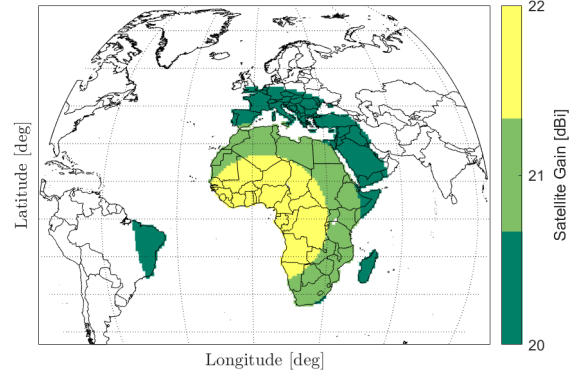 22
21
20
Satellite Gain [dBi]
Latitude [deg]
Longitude [deg]